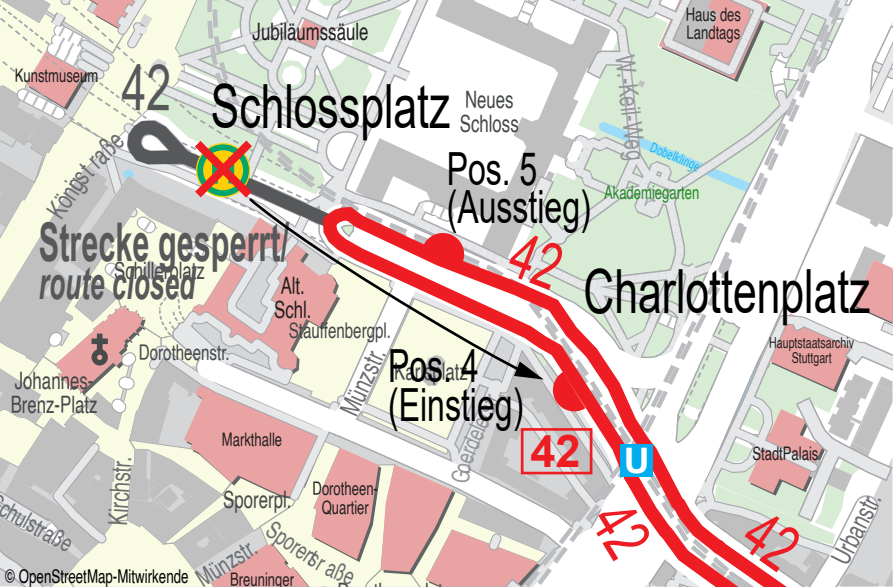 Haus des
Landtags
Jubiläumssäule
Kunstmuseum
42
Schlossplatz
Neues
Schloss
W.-Keil-Weg
Dobelklinge
Pos. 5
(Ausstieg)
Akademiegarten
Königstraße
Strecke gesperrt/
route closed
Schillerplatz
42
Alt.
Schl.
Charlottenplatz
Stauffenbergpl.
Hauptstaatsarchiv
Stuttgart
Dorotheenstr.
Münzstr.
Pos. 4
(Einstieg)
Karlsplatz
Johannes-
Brenz-Platz
Markthalle
42
U
StadtPalais
Kirchstr.
Sporerpl.
Dorotheen-
Quartier
Schulstraße
42
42
Urbanstr.
Münzstr.
Sporerstraße
Breuninger
© OpenStreetMap-Mitwirkende